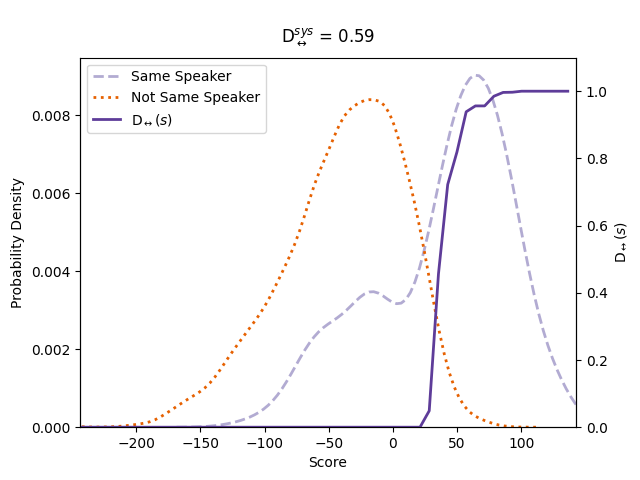 D↔^sys = 0.59
Same Speaker
Not Same Speaker
D↔(s)
Probability Density
0.008
0.006
0.004
0.002
0.000
1.0
0.8
0.6
0.4
0.2
0.0
D↔(s)
−200 −150 −100 −50 0 50 100
Score